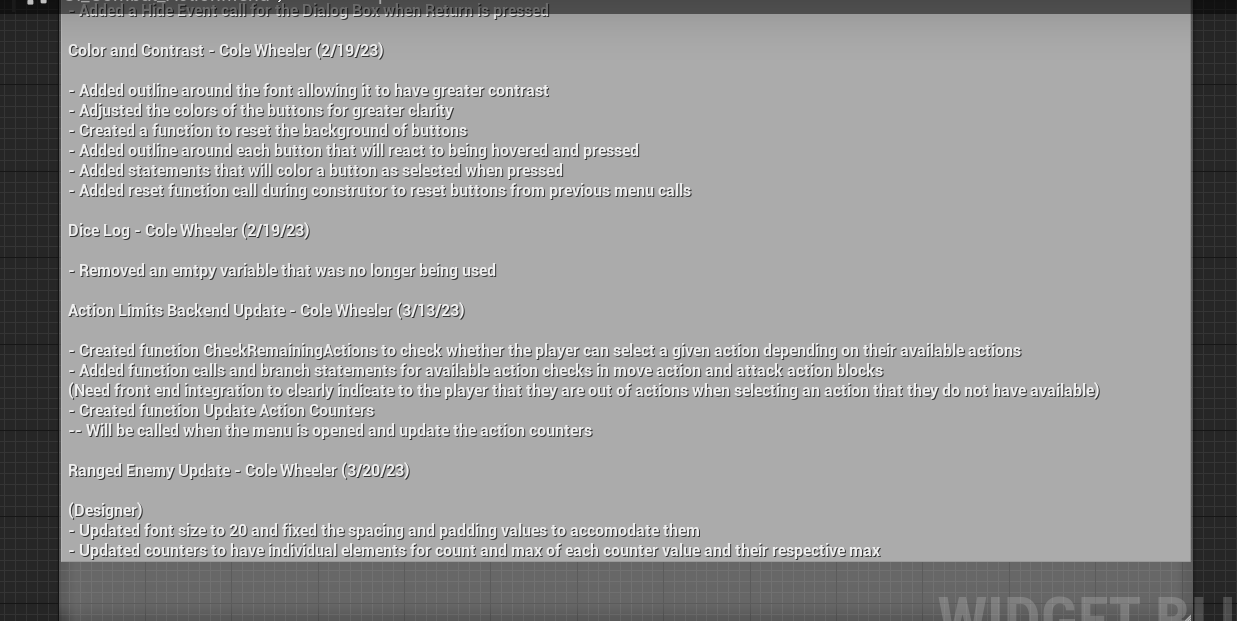 - Added a Hide Event call for the Dialog Box when Return is pressed
Color and Contrast - Cole Wheeler (2/19/23)
- Added outline around the font allowing it to have greater contrast
- Adjusted the colors of the buttons for greater clarity
- Created a function to reset the background of buttons
- Added outline around each button that will react to being hovered and pressed
- Added statements that will color a button as selected when pressed
- Added reset function call during construtor to reset buttons from previous menu calls
Dice Log - Cole Wheeler (2/19/23)
- Removed an emtpy variable that was no longer being used
Action Limits Backend Update - Cole Wheeler (3/13/23)
- Created function CheckRemainingActions to check whether the player can select a given action depending on their available actions
- Added function calls and branch statements for available action checks in move action and attack action blocks
(Need front end integration to clearly indicate to the player that they are out of actions when selecting an action that they do not have available)
- Created function Update Action Counters
-- Will be called when the menu is opened and update the action counters
Ranged Enemy Update - Cole Wheeler (3/20/23)
(Designer)
- Updated font size to 20 and fixed the spacing and padding values to accomodate them
- Updated counters to have individual elements for count and max of each counter value and their respective max
WIDGET